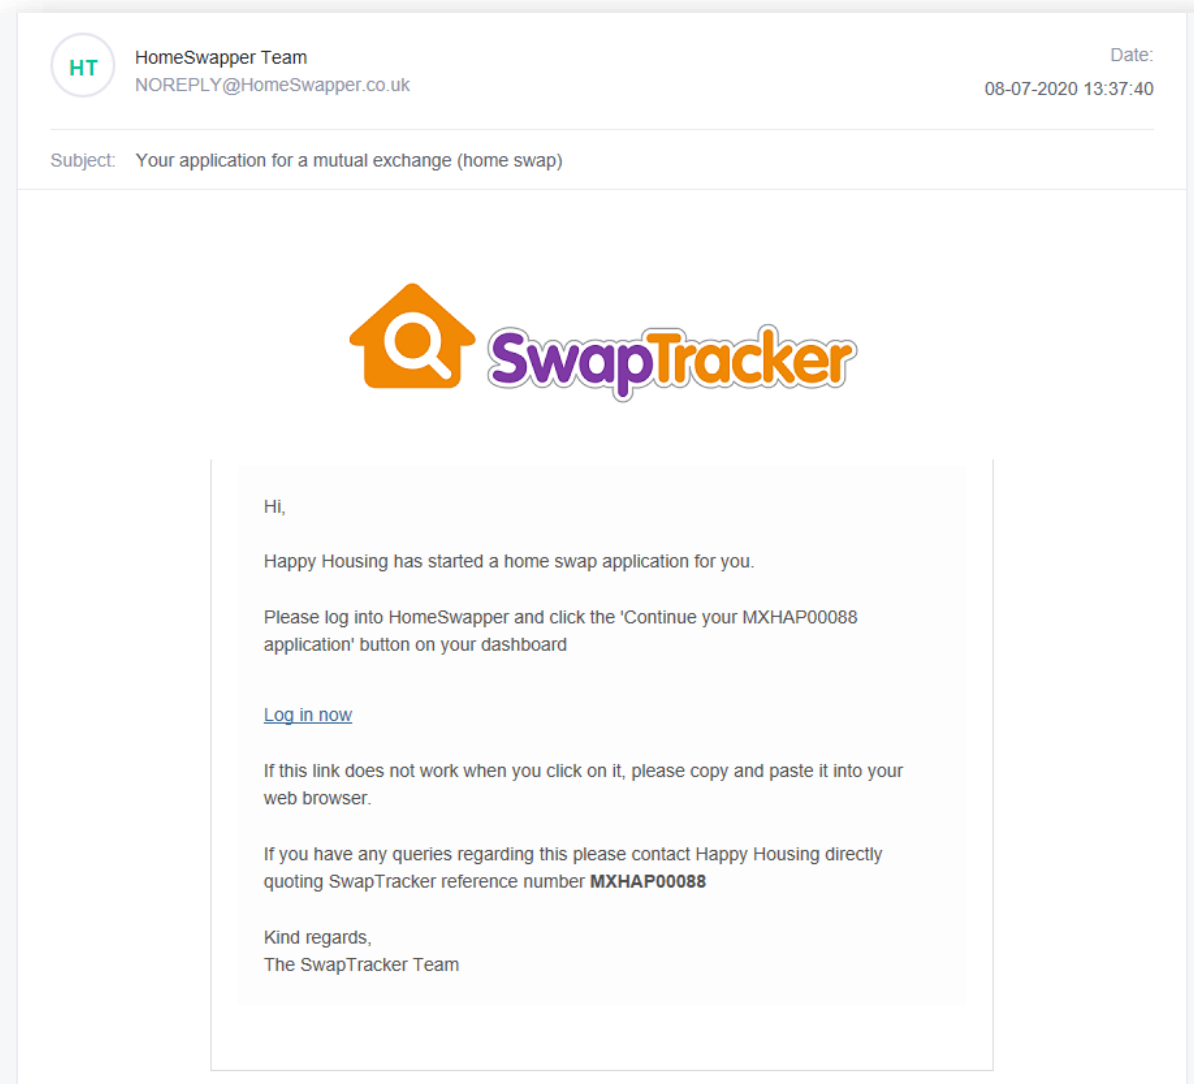 HT
HomeSwapper Team
NOREPLY@HomeSwapper.co.uk
Date:
08-07-2020 13:37:40
Subject: Your application for a mutual exchange (home swap)
SwapTracker
Hi,
Happy Housing has started a home swap application for you.
Please log into HomeSwapper and click the 'Continue your MXHAP00088
application' button on your dashboard
Log in now
If this link does not work when you click on it, please copy and paste it into your
web browser.
If you have any queries regarding this please contact Happy Housing directly
quoting SwapTracker reference number MXHAP00088
Kind regards,
The SwapTracker Team